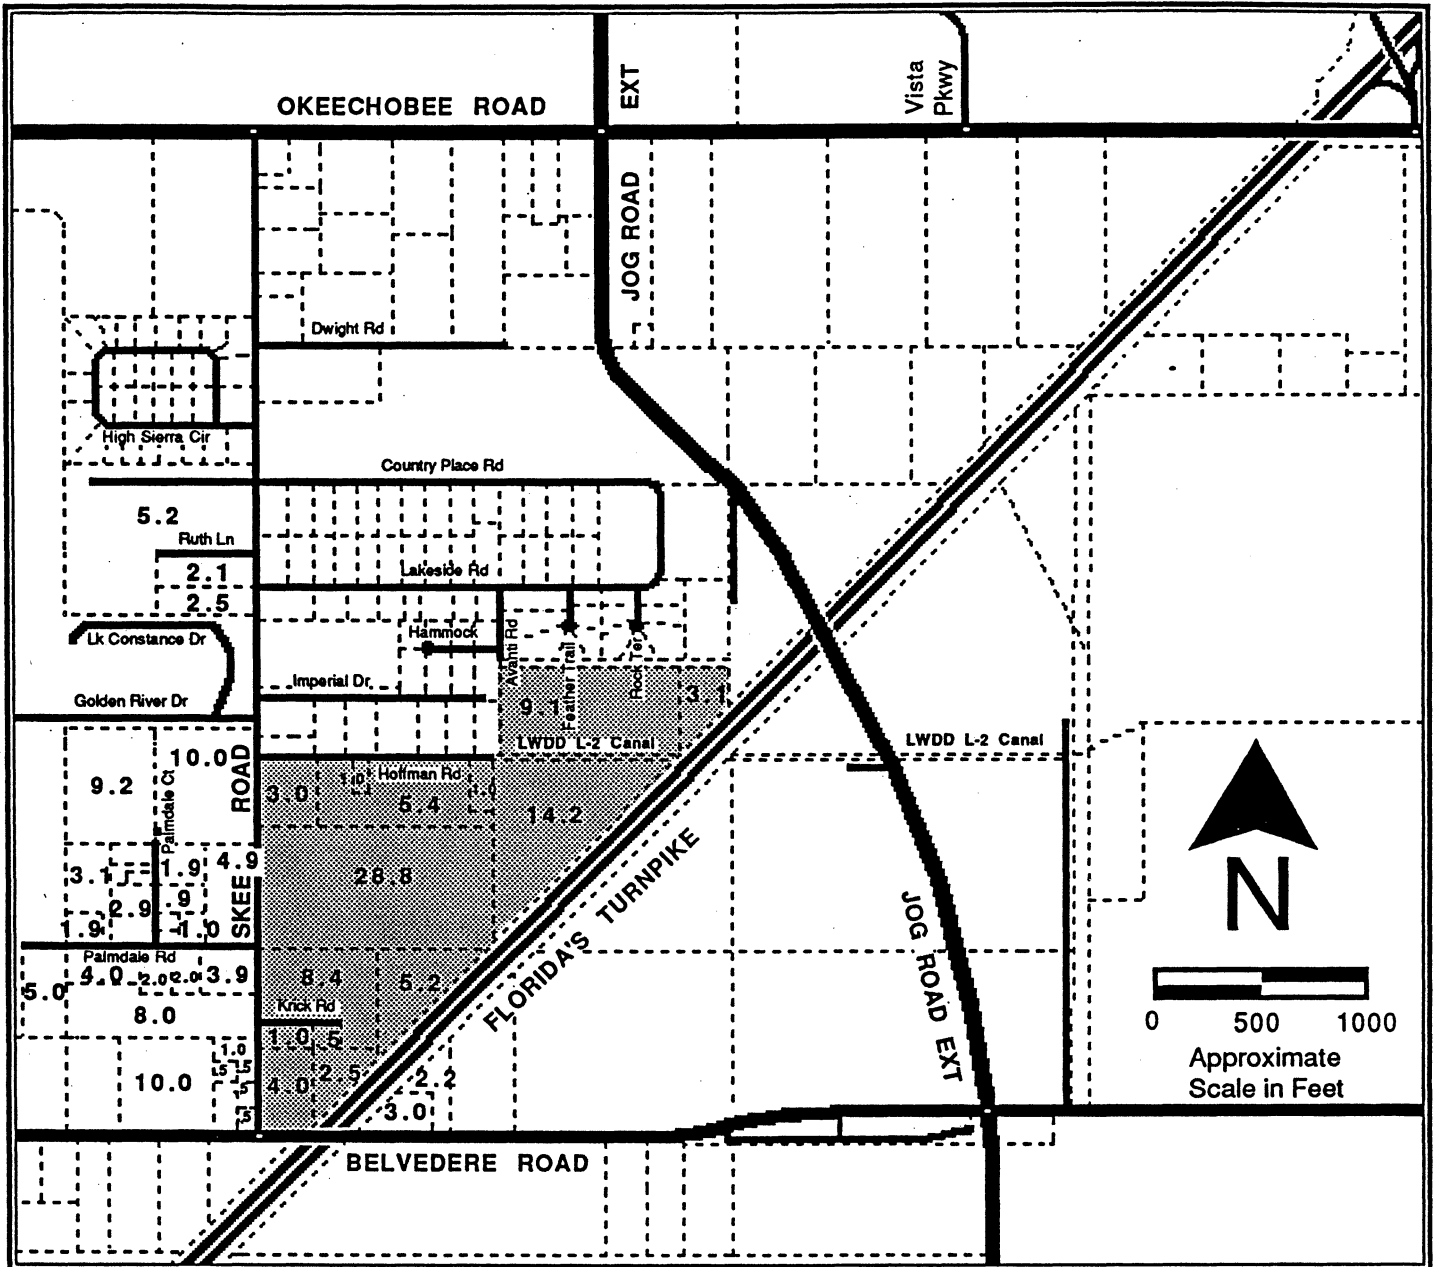 EXT
Vista
Pkwy
OKEECHOBEE ROAD
JOG ROAD
Dwight Rd
High Sierra Cir
Country Place Rd
5.2
Ruth Ln
2.1
Lakeside Rd
2.5
Lk Constance Dr
Hammock
Avanti Rd
Feather Trail
Rock Ter
Imperial Dr
Golden River Dr
9.1
3.1
LWDD L-2 Canal
LWDD L-2 Canal
10.0
SKEE ROAD
Palmdale Ct
9.2
Hoffman Rd
3.0
1.0
5.4
1.0
14.2
3.1
1.9
4.9
28.8
2.9
.9
1.9
1.0
FLORIDA'S TURNPIKE
JOG ROAD EXT
N
Palmdale Rd
4.0
2.0
2.0
3.9
8.4
5.2
5.0
8.0
Krick Rd
1.0
.5
10.0
1.0
.5
.5
.5
4.0
2.5
2.2
3.0
0 500 1000
Approximate
Scale in Feet
BELVEDERE ROAD